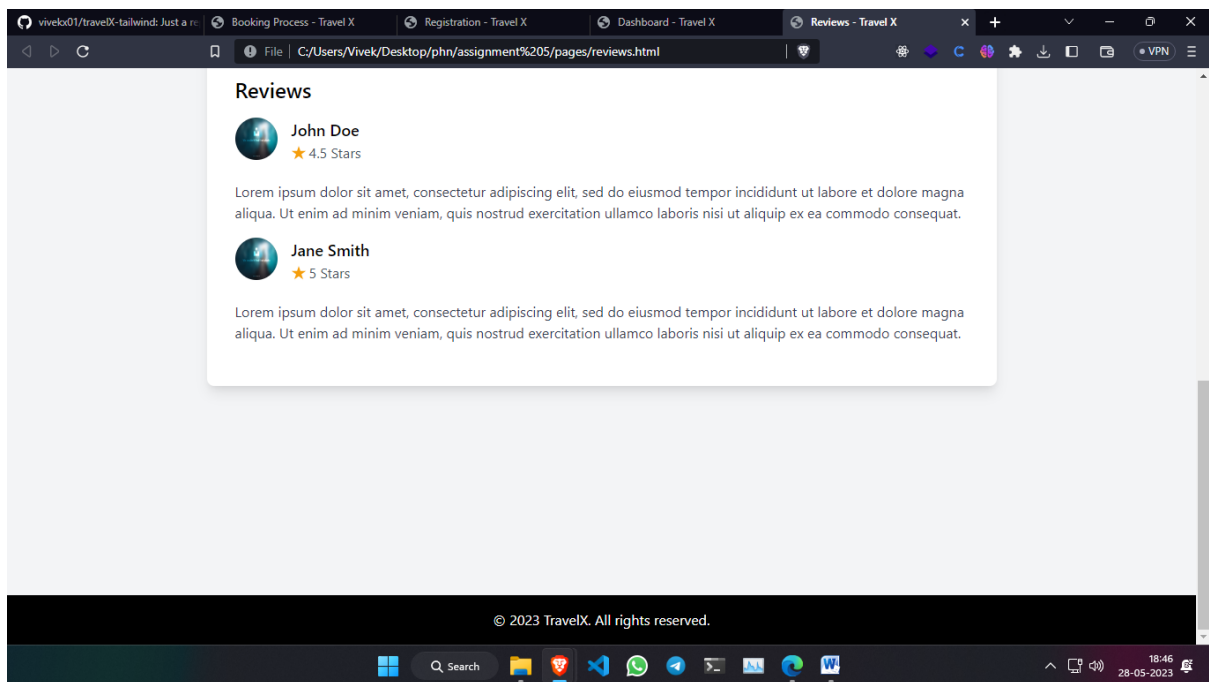 vivekx01/travelX-tailwind: Just a re
Booking Process - Travel X
Registration - Travel X
Dashboard - Travel X
Reviews - Travel X
File
C:/Users/Vivek/Desktop/phn/assignment%205/pages/reviews.html
VPN
Reviews
John Doe
★ 4.5 Stars
Lorem ipsum dolor sit amet, consectetur adipiscing elit, sed do eiusmod tempor incididunt ut labore et dolore magna
aliqua. Ut enim ad minim veniam, quis nostrud exercitation ullamco laboris nisi ut aliquip ex ea commodo consequat.
Jane Smith
★ 5 Stars
Lorem ipsum dolor sit amet, consectetur adipiscing elit, sed do eiusmod tempor incididunt ut labore et dolore magna
aliqua. Ut enim ad minim veniam, quis nostrud exercitation ullamco laboris nisi ut aliquip ex ea commodo consequat.
© 2023 TravelX. All rights reserved.
Search
18:46
28-05-2023